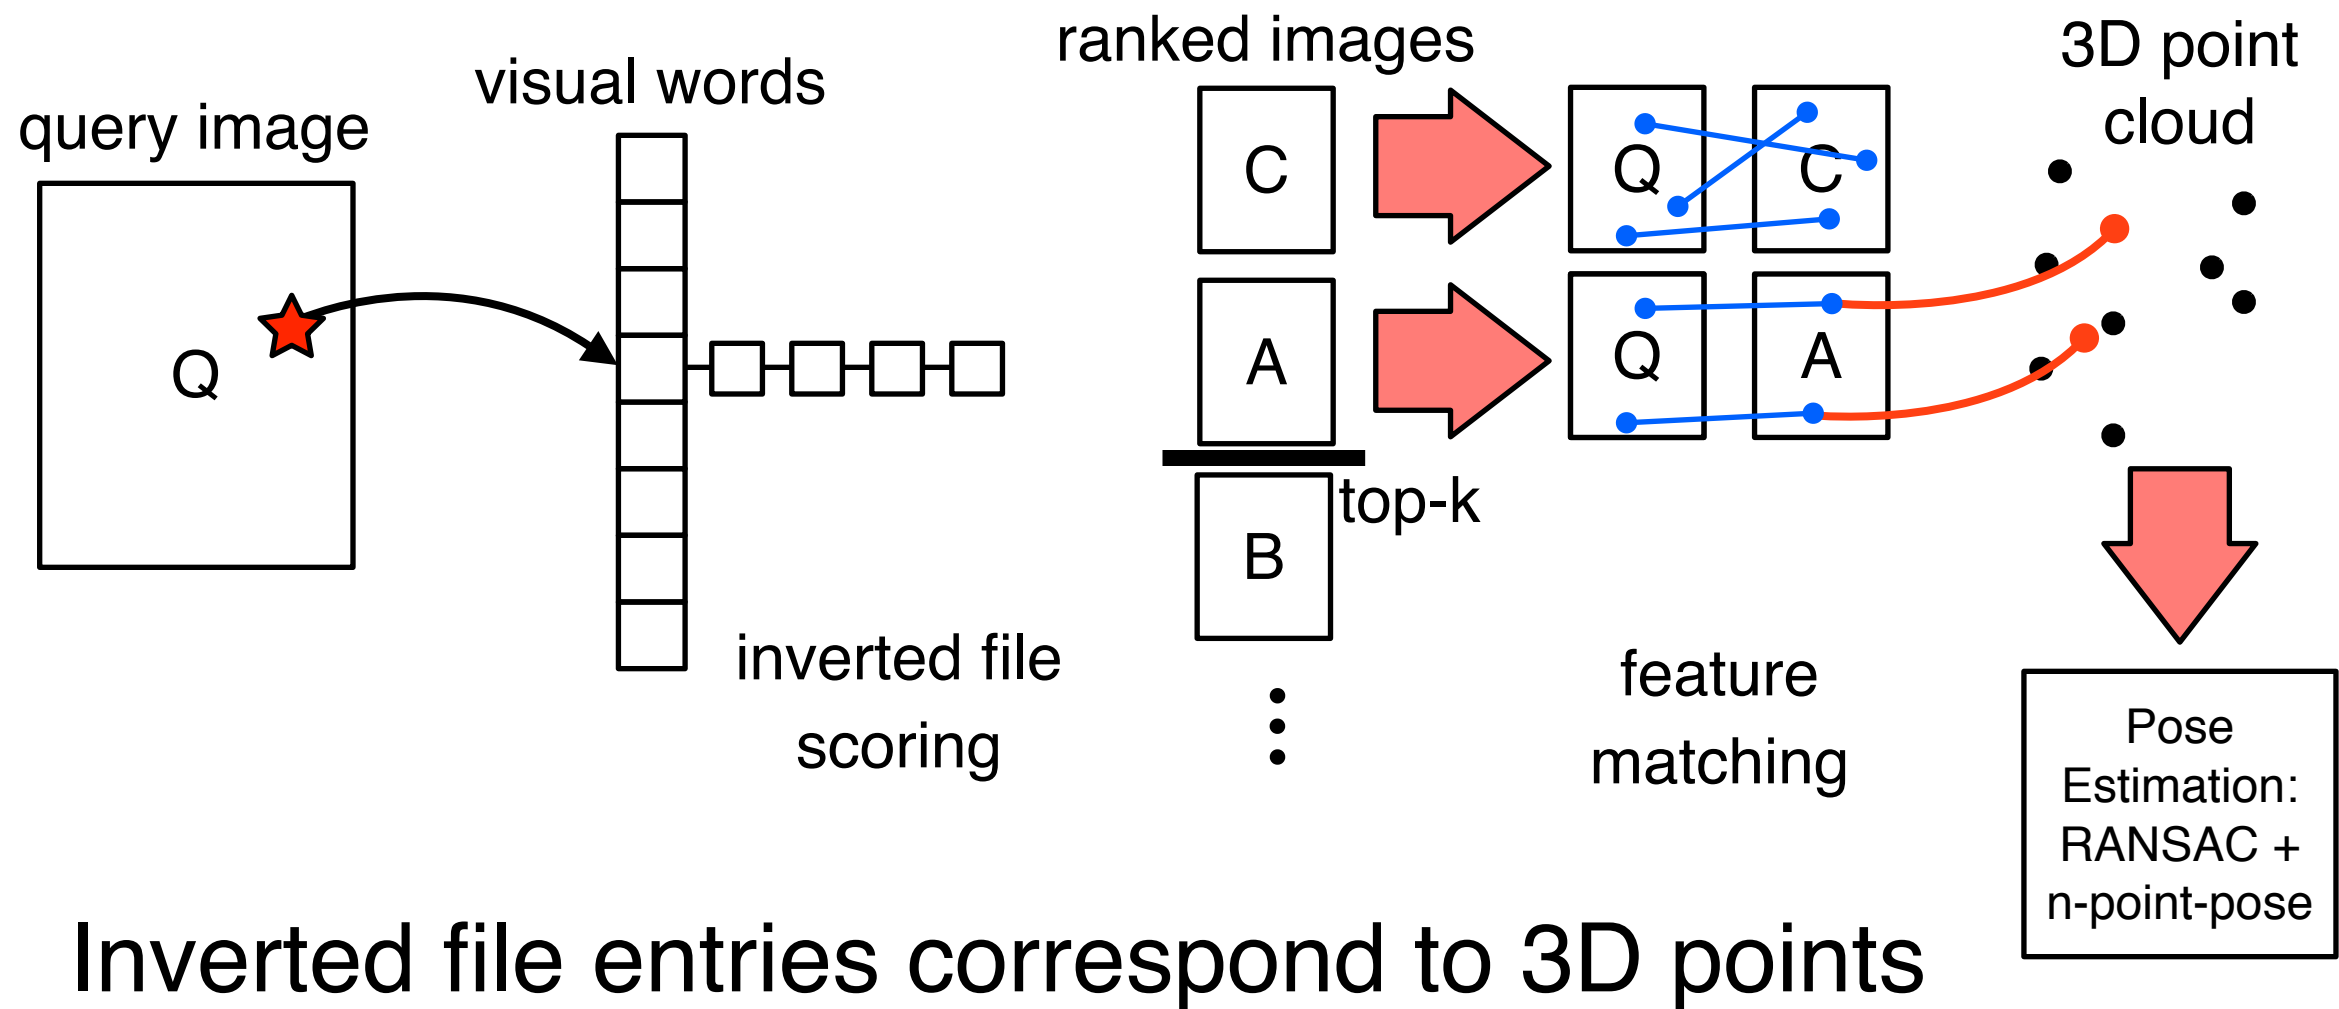 query image
Q
visual words
inverted file
scoring
ranked images
C
A
top-k
B
Q
C
Q
A
feature
matching
3D point
cloud
Pose
Estimation:
RANSAC +
n-point-pose
Inverted file entries correspond to 3D points